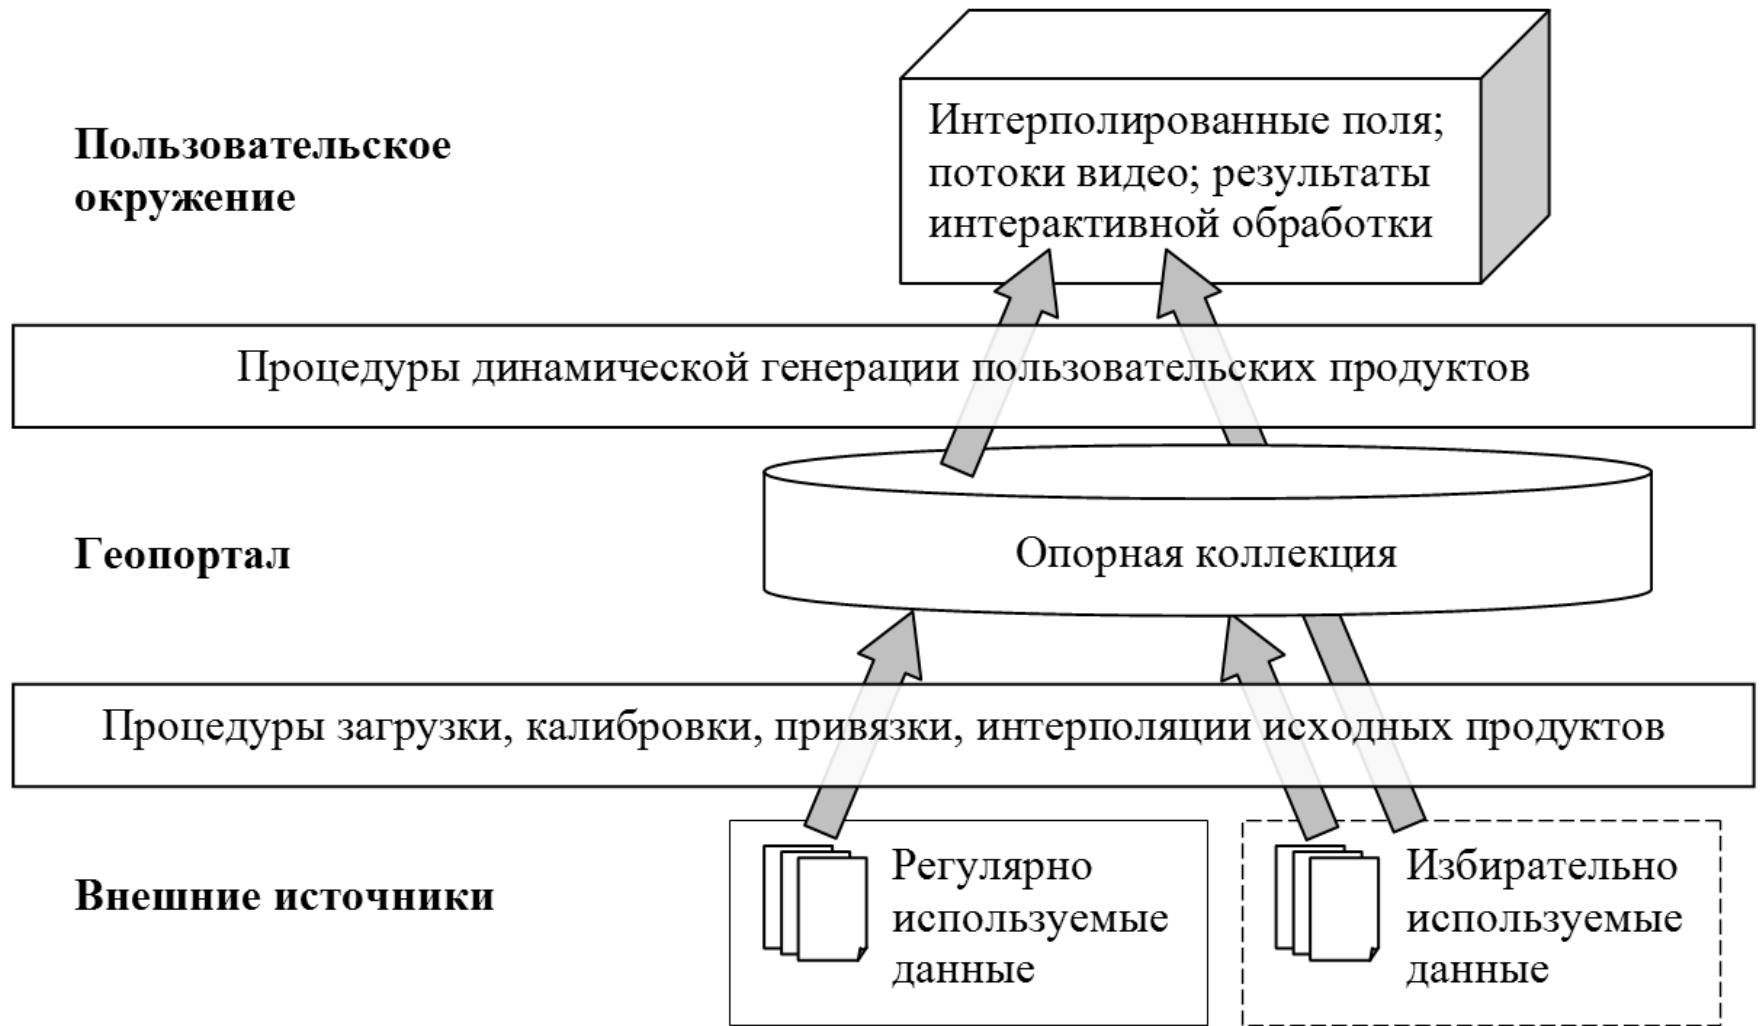 Пользовательское
окружение
Интерполированные поля;
потоки видео; результаты
интерактивной обработки
Процедуры динамической генерации пользовательских продуктов
Геопортал
Опорная коллекция
Процедуры загрузки, калибровки, привязки, интерполяции исходных продуктов
Внешние источники
Регулярно
используемые
данные
Избирательно
используемые
данные